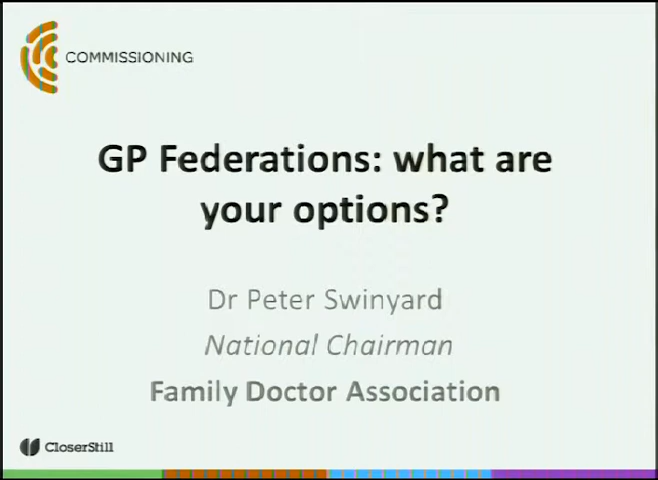 COMMISSIONING
GP Federations: what are
your options?
Dr Peter Swinyard
National Chairman
Family Doctor Association
CloserStill